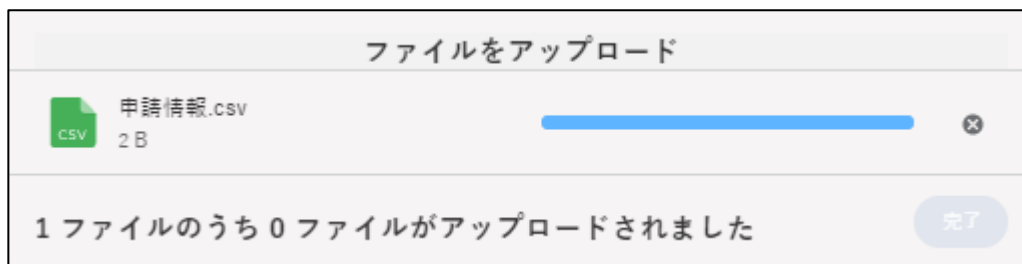 ファイルをアップロード
申請情報.csv
CSV
2 B
1 ファイルのうち 0 ファイルがアップロードされました
完了